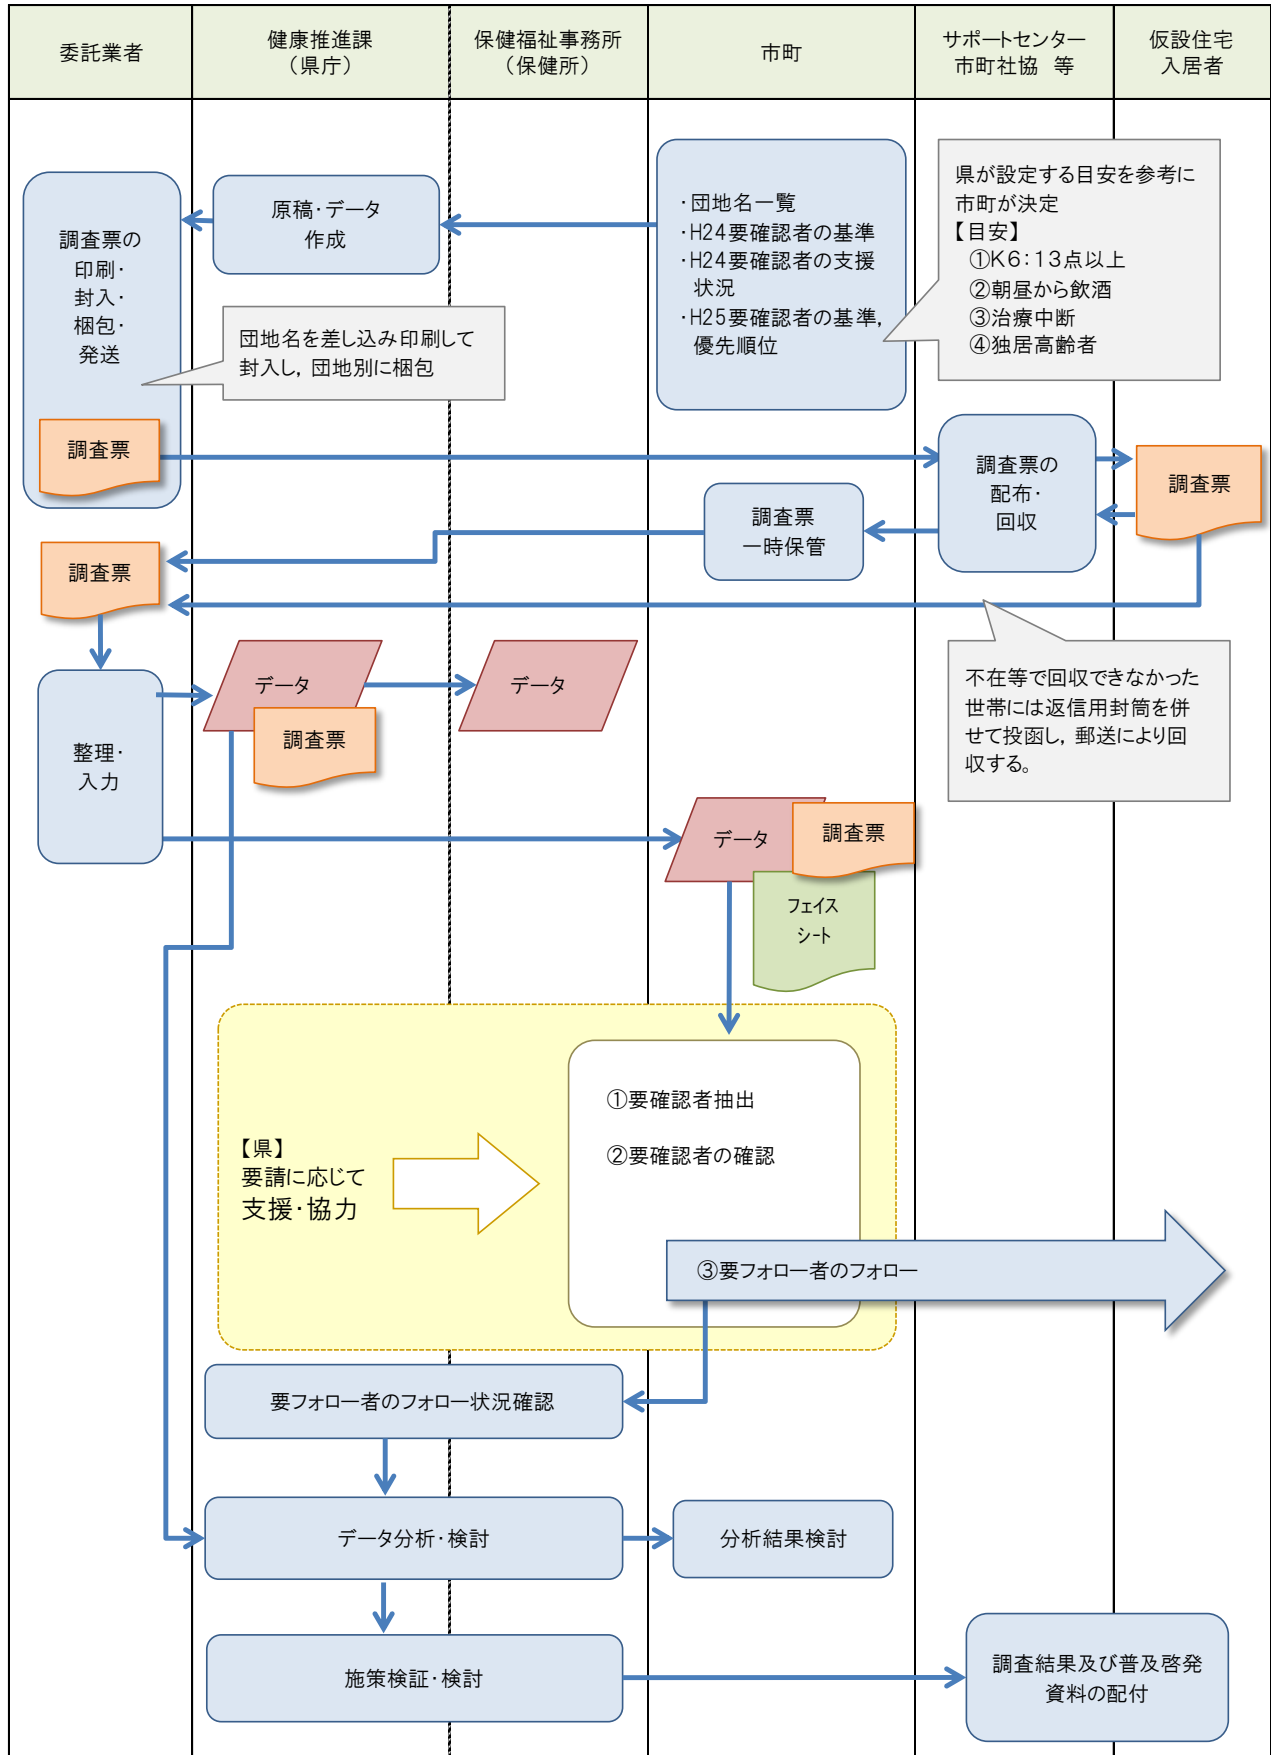 委託業者
健康推進課
（県庁）
保健福祉事務所
（保健所）
市町
サポートセンター
市町社協　等
仮設住宅
入居者
調査票の
印刷・
封入・
梱包・
発送
原稿・データ
作成
・団地名一覧
・H24要確認者の基準
・H24要確認者の支援
状況
・H25要確認者の基準，
優先順位
県が設定する目安を参考に
市町が決定
【目安】
①K６：１３点以上
②朝昼から飲酒
③治療中断
④独居高齢者
団地名を差し込み印刷して
封入し，団地別に梱包
調査票
調査票の
配布・
回収
調査票
調査票
一時保管
調査票
不在等で回収できなかった
世帯には返信用封筒を併
せて投函し，郵送により回
収する。
整理・
入力
データ
調査票
データ
データ
調査票
フェイス
シート
①要確認者抽出
②要確認者の確認
【県】
要請に応じて
支援・協力
③要フォロー者のフォロー
要フォロー者のフォロー状況確認
データ分析・検討
分析結果検討
施策検証・検討
調査結果及び普及啓発
資料の配付